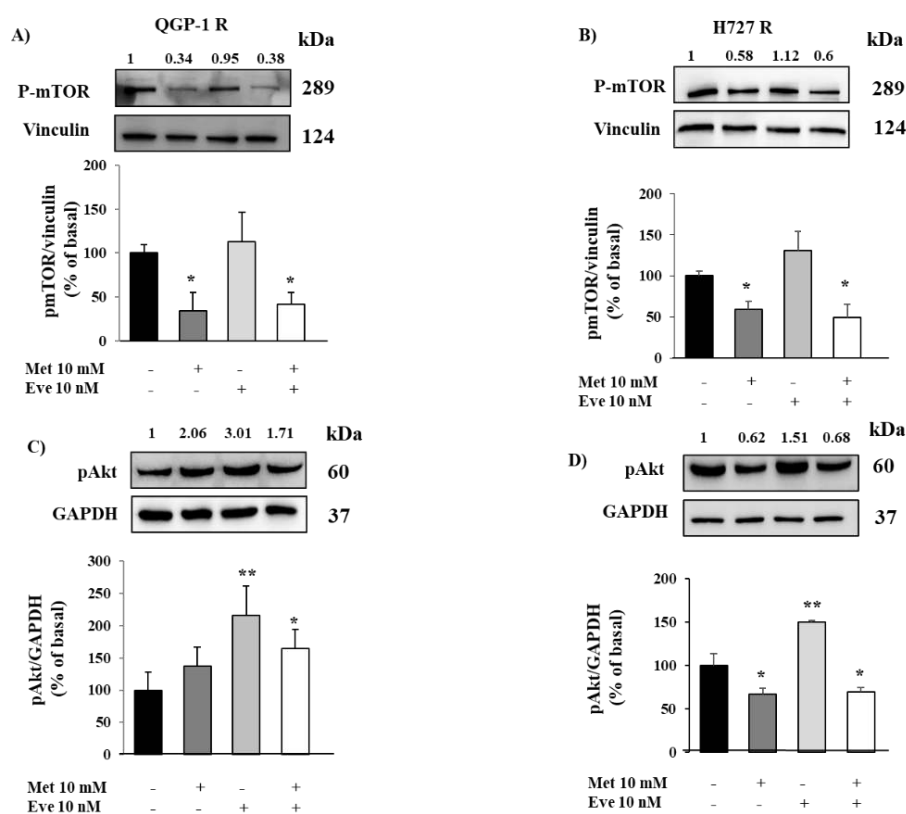 A)
QGP-1 R
kDa
1 0.34 0.95 0.38
P-mTOR 289
Vinculin 124
200
150
100
50
0
pmTOR/vinculin
(% of basal)
* *
Met 10 mM - + - +
Eve 10 nM - - + +
B)
H727 R
kDa
1 0.58 1.12 0.6
P-mTOR 289
Vinculin 124
200
150
100
50
0
pmTOR/vinculin
(% of basal)
* *
Met 10 mM - + - +
Eve 10 nM - - + +
C)
1 2.06 3.01 1.71 kDa
pAkt 60
GAPDH 37
300
250
200
150
100
50
0
pAkt/GAPDH
(% of basal)
** *
Met 10 mM - + - +
Eve 10 nM - - + +
D)
1 0.62 1.51 0.68 kDa
pAkt 60
GAPDH 37
200
150
100
50
0
pAkt/GAPDH
(% of basal)
* ** *
Met 10 mM - + - +
Eve 10 nM - - + +